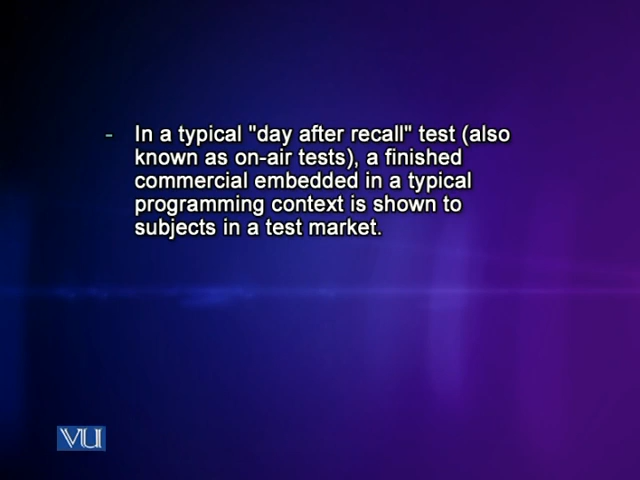 - In a typical "day after recall" test (also
known as on-air tests), a finished
commercial embedded in a typical
programming context is shown to
subjects in a test market.
VU